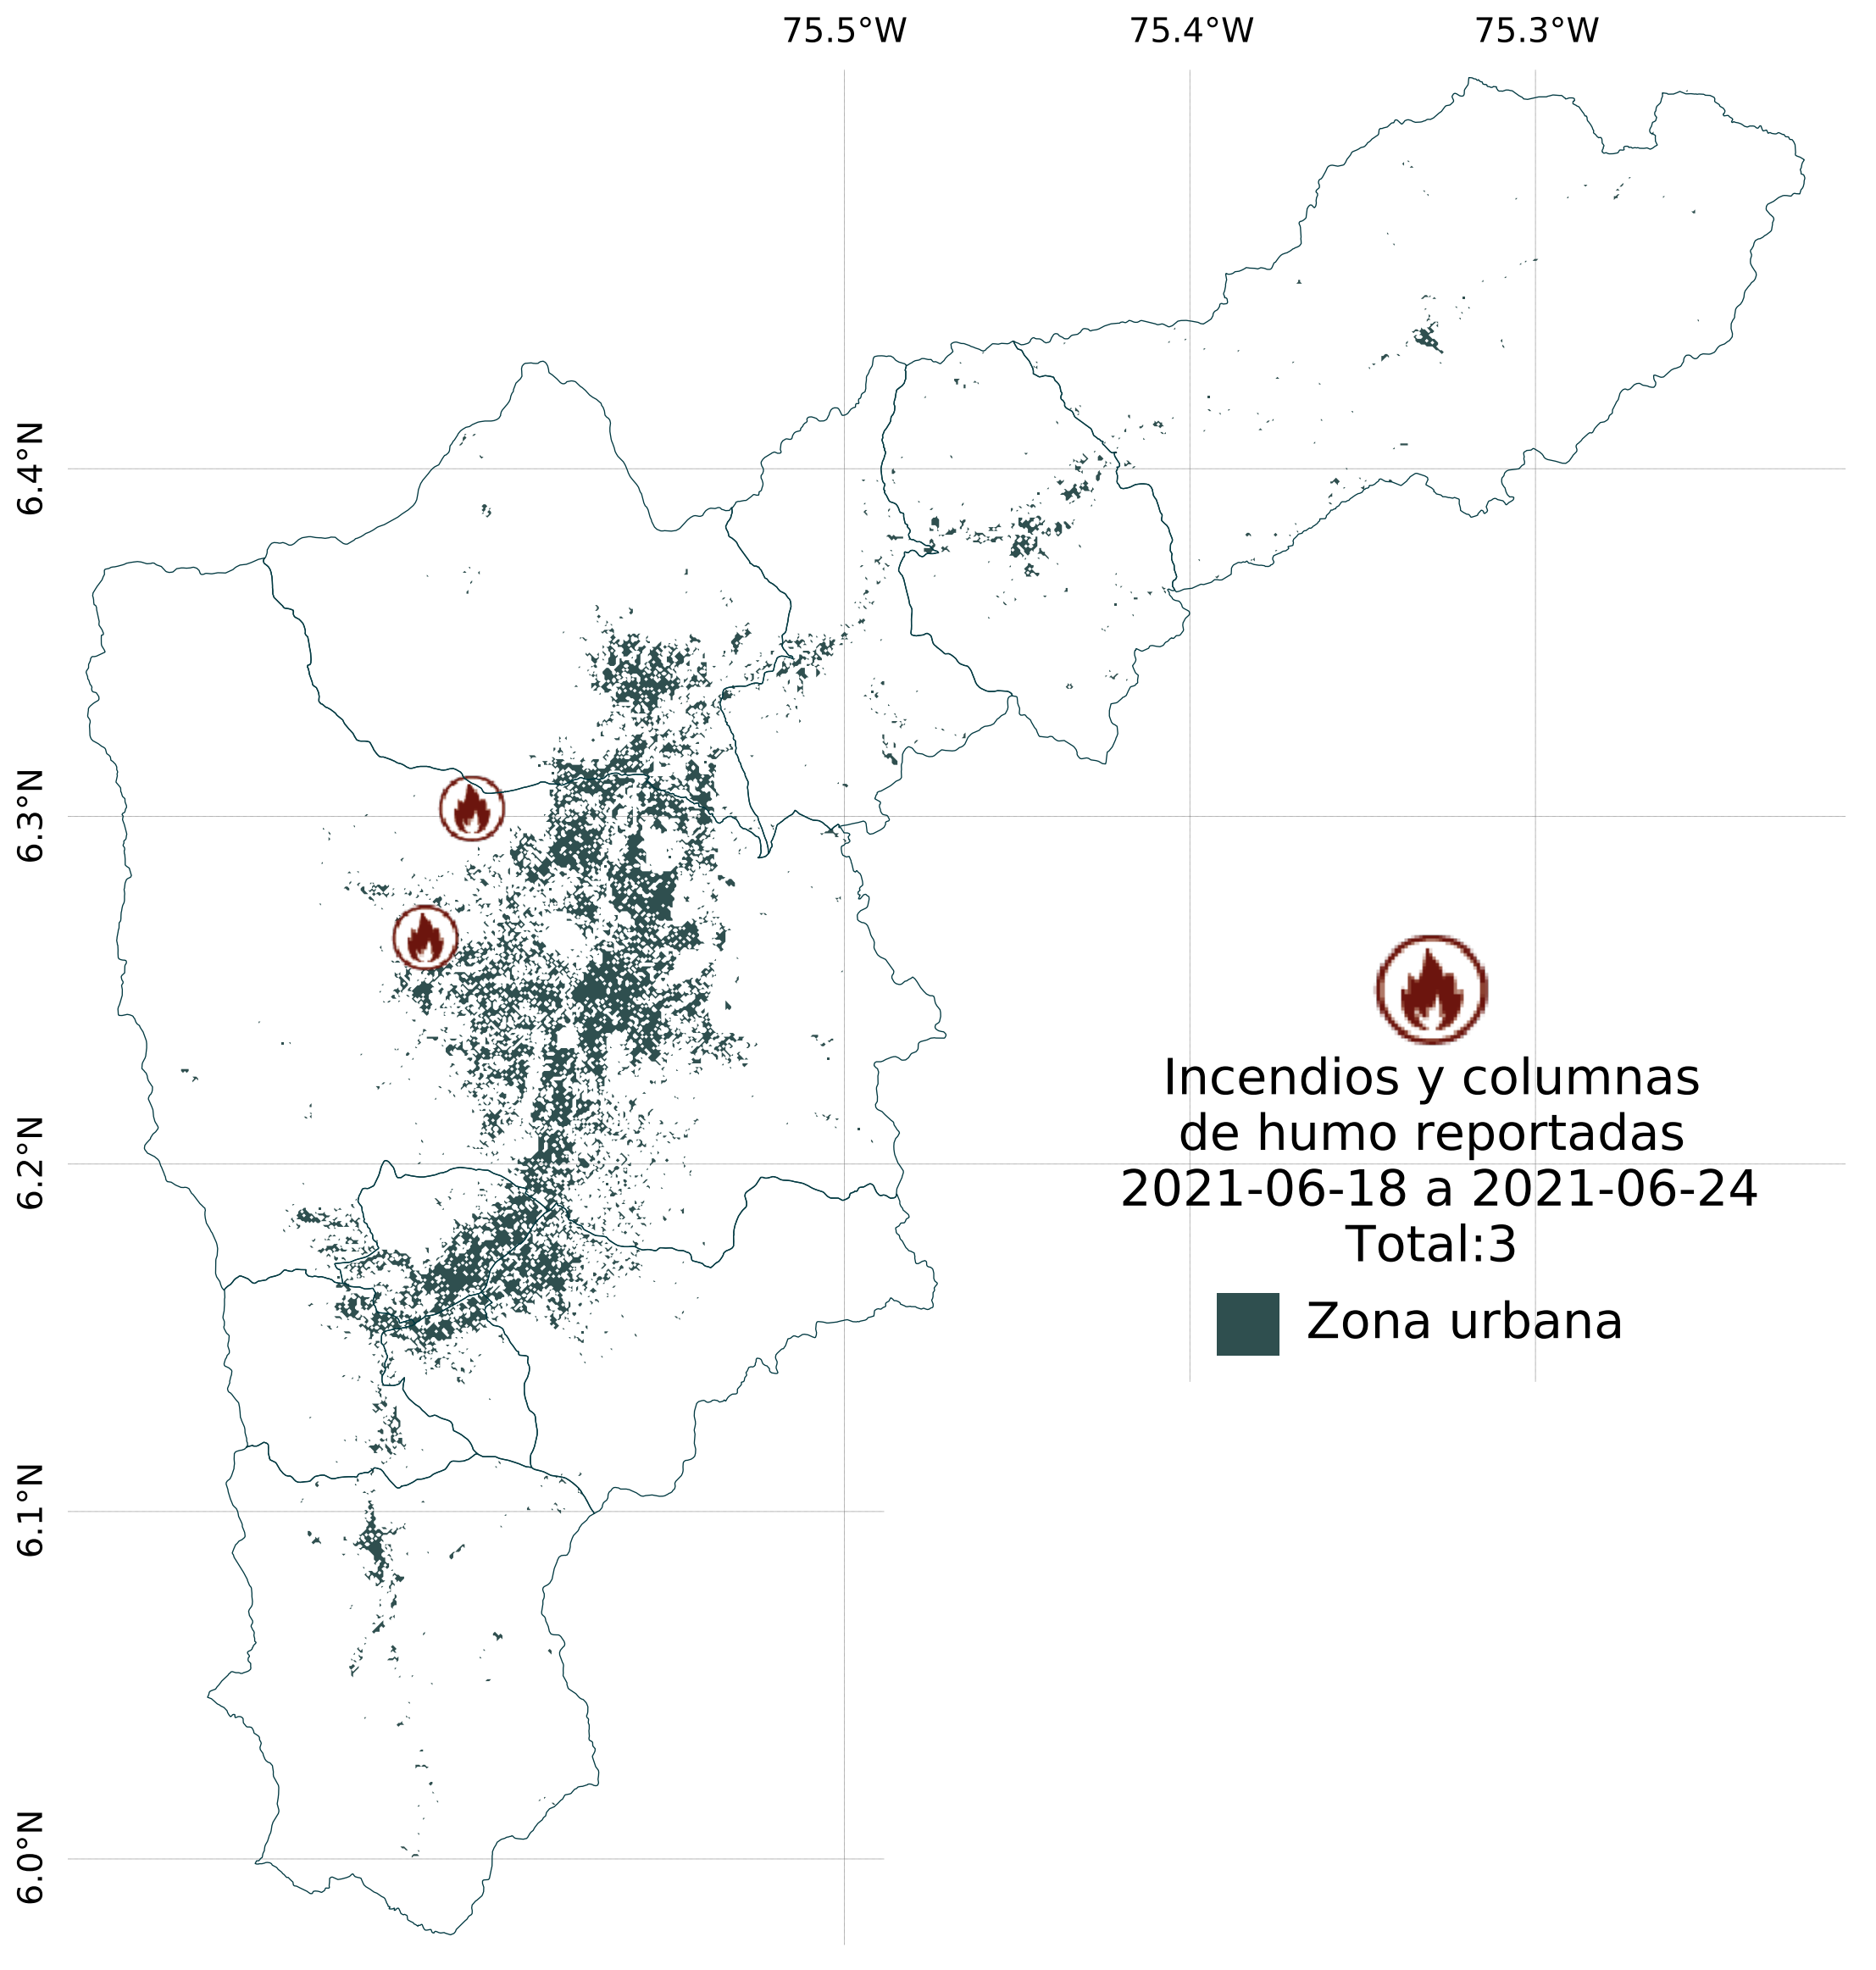 75.5°W 75.4°W 75.3°W
6.4°N
6.3°N
6.2°N
6.1°N
6.0°N
Incendios y columnas
de humo reportadas
2021-06-18 a 2021-06-24
Total:3
Zona urbana